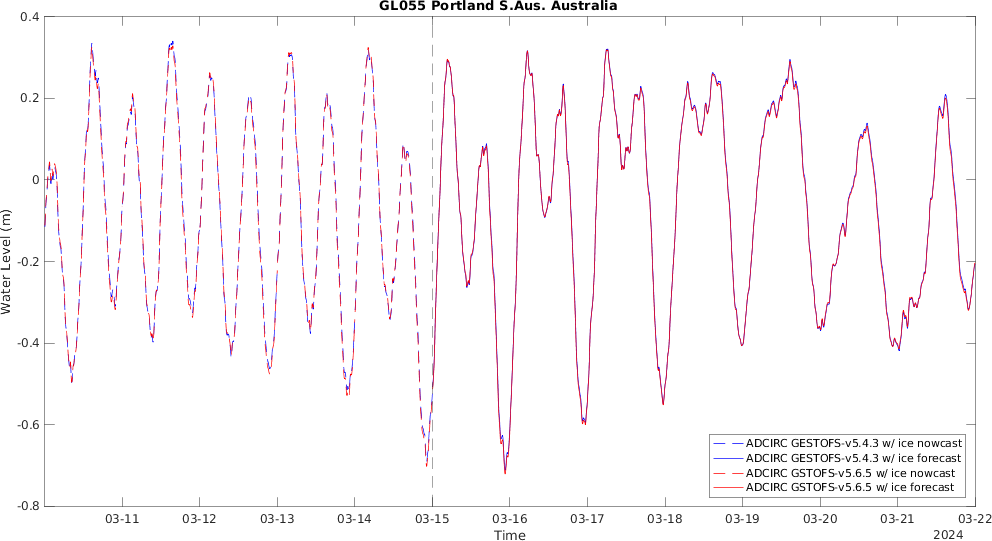 GL055 Portland S.Aus. Australia
0.4
0.2
0
-0.2
-0.4
-0.6
-0.8
Water Level (m)
ADCIRC GESTOFS-v5.4.3 w/ ice nowcast
ADCIRC GESTOFS-v5.4.3 w/ ice forecast
ADCIRC GSTOFS-v5.6.5 w/ ice nowcast
ADCIRC GSTOFS-v5.6.5 w/ ice forecast
03-11 03-12 03-13 03-14 03-15 03-16 03-17 03-18 03-19 03-20 03-21 03-22
Time
2024